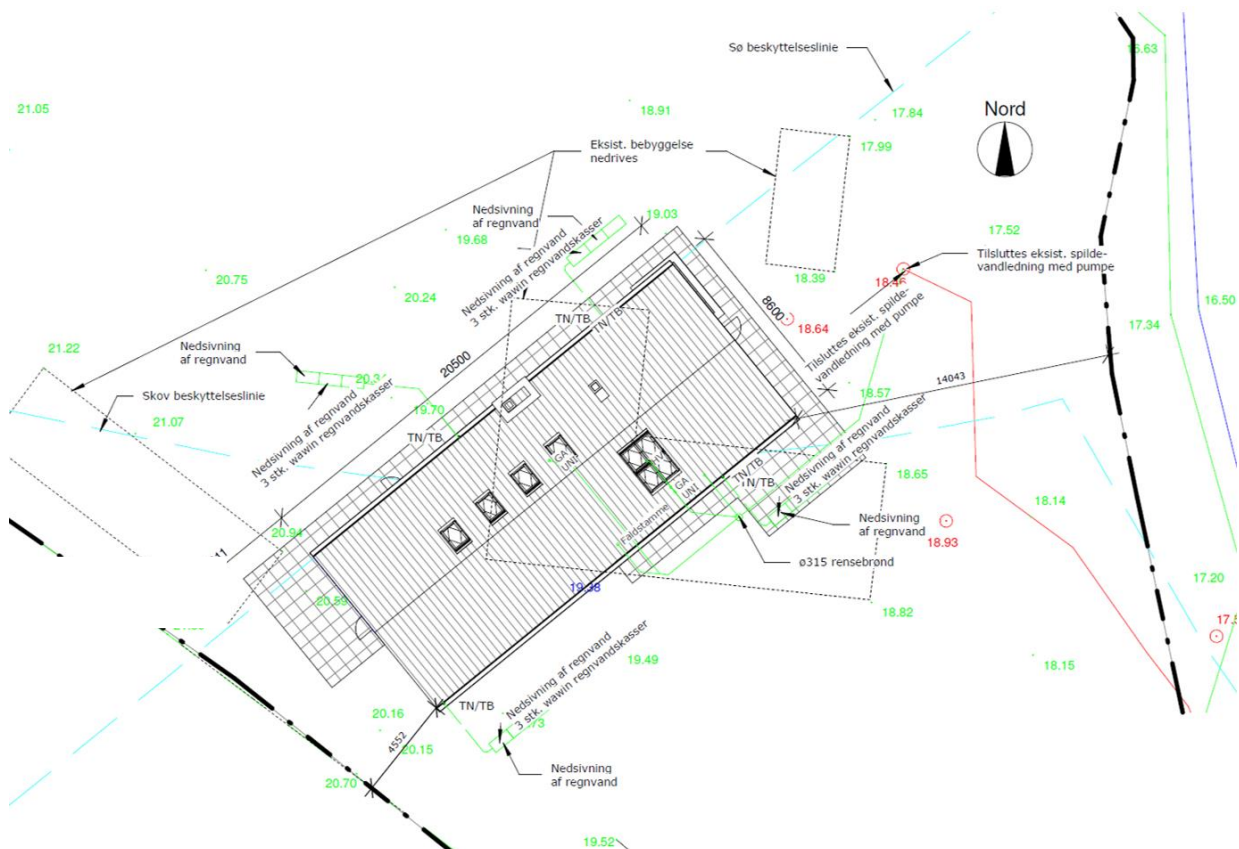 Sø beskyttelseslinie
16.63
21.05
18.91
17.84
Nord
Eksist. bebyggelse
nedrives
17.99
Nedsivning
af regnvand
19.03
19.68
17.52
Tilsluttes eksist. spilde-
vandledning med pumpe
Nedsivning af regnvand
3 stk. wawin regnvandskasser
20.75
20.24
18.39
18.46
8600
18.64
16.50
17.34
TN/TB
TN/TB
Tilsluttes eksist. spilde-
vandledning med pumpe
21.22
Nedsivning
af regnvand
20500
14043
Skov beskyttelseslinie
19.70
18.57
21.07
Nedsivning af regnvand
3 stk. wawin regnvandskasser
TN/TB
GA
UNI
GA
UNI
TN/TB
TN/TB
Nedsivning af regnvand
3 stk. wawin regnvandskasser
18.65
18.14
20.94
Faldstamme
Nedsivning
af regnvand
18.93
ø315 rensebrønd
17.20
20.59
19.38
18.82
Nedsivning af regnvand
3 stk. wawin regnvandskasser
19.49
18.15
TN/TB
20.16
4552
20.15
20.70
Nedsivning
af regnvand
19.52